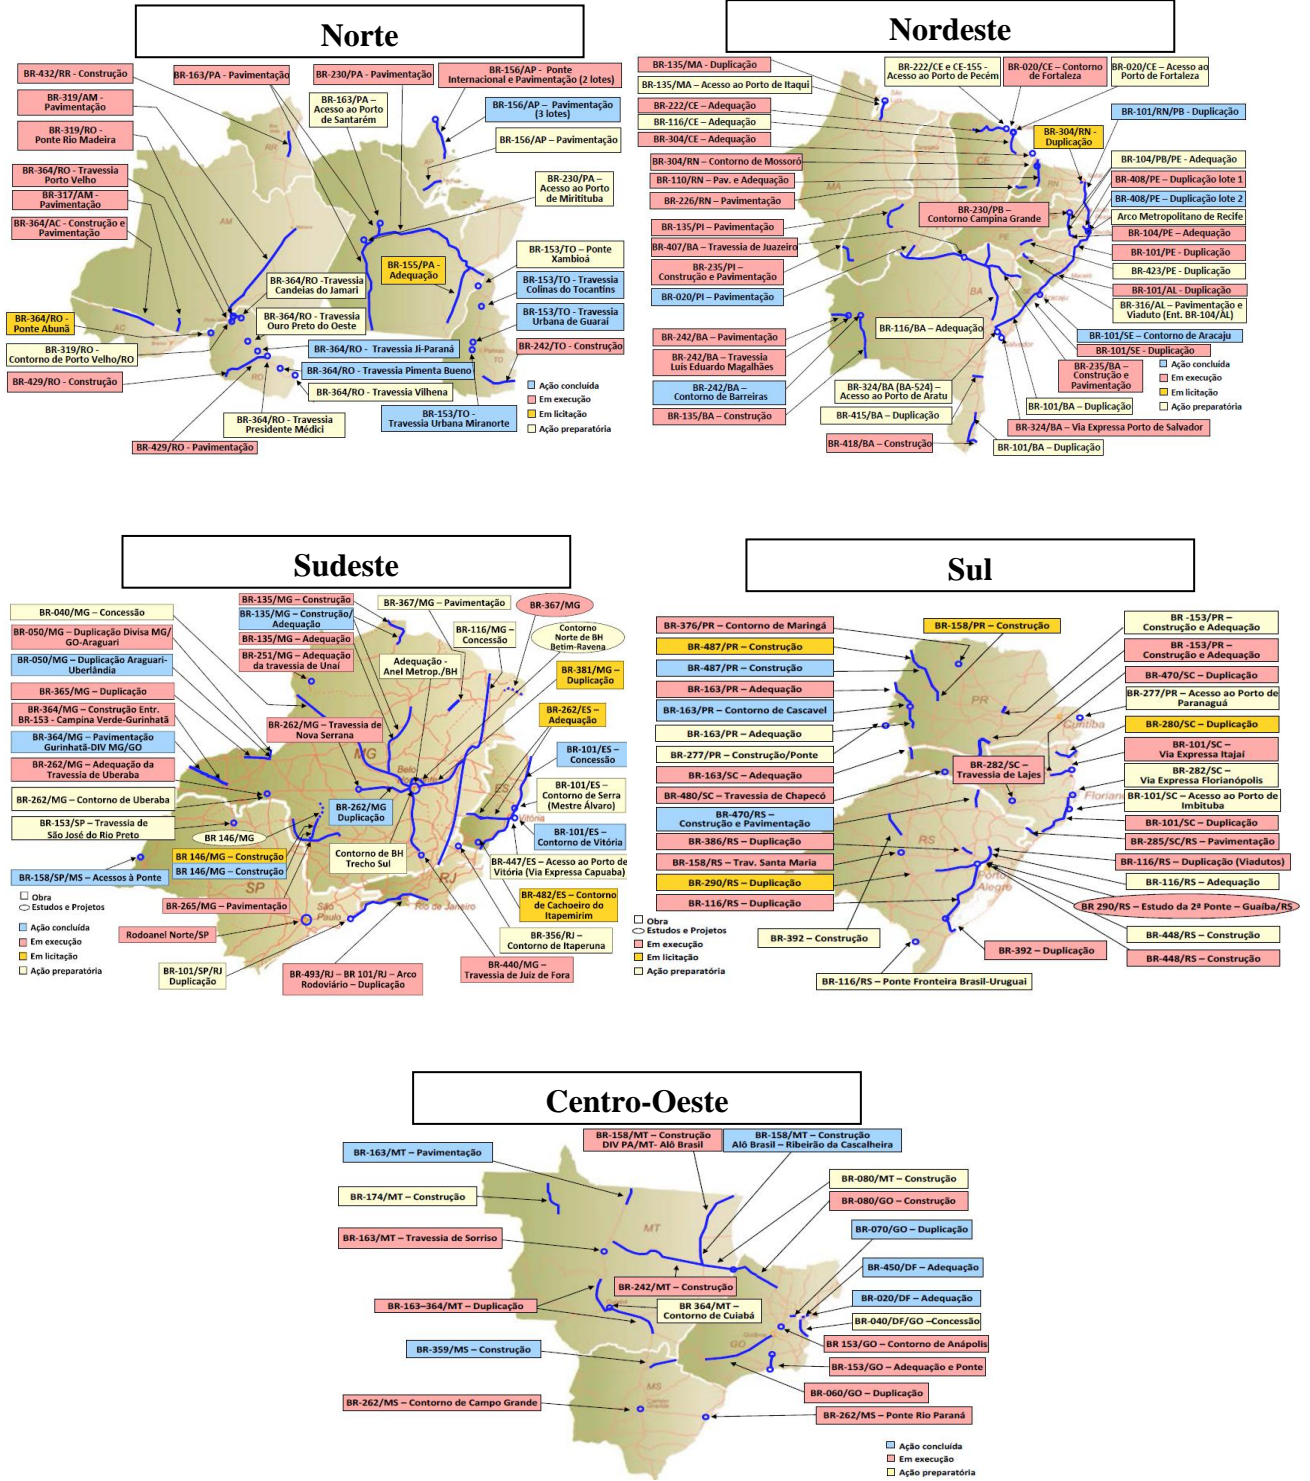 Norte
BR-432/RR - Construção
BR-163/PA - Pavimentação
BR-230/PA - Pavimentação
BR-156/AP - Ponte
Internacional e Pavimentação (2 lotes)
BR-319/AM -
Pavimentação
BR-163/PA –
Acesso ao Porto
de Santarém
BR-156/AP – Pavimentação
(3 lotes)
BR-319/RO -
Ponte Rio Madeira
BR-156/AP – Pavimentação
BR-364/RO - Travessia
Porto Velho
BR-230/PA –
Acesso ao Porto
de Miritituba
BR-317/AM -
Pavimentação
BR-364/AC - Construção e
Pavimentação
BR-155/PA -
Adequação
BR-153/TO – Ponte
Xambioá
BR-364/RO -Travessia
Candeias do Jamari
BR-153/TO - Travessia
Colinas do Tocantins
BR-364/RO -
Ponte Abunã
BR-364/RO - Travessia
Ouro Preto do Oeste
BR-153/TO - Travessia
Urbana de Guaraí
BR-319/RO -
Contorno de Porto Velho/RO
BR-364/RO - Travessia Ji-Paraná
BR-242/TO - Construção
BR-429/RO - Construção
BR-364/RO - Travessia Pimenta Bueno
BR-364/RO - Travessia Vilhena
BR-364/RO - Travessia
Presidente Médici
BR-153/TO -
Travessia Urbana Miranorte
BR-429/RO - Pavimentação
RR
AP
AM
AC
RO
TO
Ação concluída
Em execução
Em licitação
Ação preparatória
Nordeste
BR-135/MA - Duplicação
BR-222/CE e CE-155 -
Acesso ao Porto de Pecém
BR-020/CE – Contorno
de Fortaleza
BR-020/CE – Acesso ao
Porto de Fortaleza
BR-135/MA – Acesso ao Porto de Itaqui
BR-222/CE – Adequação
BR-101/RN/PB - Duplicação
BR-116/CE – Adequação
BR-304/CE – Adequação
BR-304/RN -
Duplicação
BR-304/RN – Contorno de Mossoró
BR-104/PB/PE - Adequação
BR-110/RN – Pav. e Adequação
BR-408/PE – Duplicação lote 1
BR-226/RN – Pavimentação
BR-408/PE – Duplicação lote 2
BR-230/PB –
Contorno Campina Grande
Arco Metropolitano de Recife
BR-135/PI – Pavimentação
BR-104/PE – Adequação
BR-407/BA – Travessia de Juazeiro
BR-101/PE - Duplicação
BR-235/PI –
Construção e Pavimentação
BR-423/PE - Duplicação
BR-020/PI – Pavimentação
BR-101/AL - Duplicação
BR-316/AL – Pavimentação e
Viaduto (Ent. BR-104/AL)
BR-116/BA – Adequação
BR-101/SE – Contorno de Aracaju
BR-242/BA – Pavimentação
BR-101/SE - Duplicação
BR-242/BA – Travessia
Luis Eduardo Magalhães
BR-235/BA –
Construção e
Pavimentação
BR-242/BA –
Contorno de Barreiras
BR-324/BA (BA-524) –
Acesso ao Porto de Aratu
BR-101/BA – Duplicação
BR-135/BA – Construção
BR-415/BA – Duplicação
BR-324/BA – Via Expressa Porto de Salvador
BR-418/BA – Construção
BR-101/BA – Duplicação
MA
CE
RN
PE
BA
Salvador
Ação concluída
Em execução
Em licitação
Ação preparatória
Sudeste
BR-040/MG – Concessão
BR-135/MG – Construção
BR-367/MG – Pavimentação
BR-367/MG
BR-050/MG – Duplicação Divisa MG/
GO-Araguari
BR-135/MG – Construção/
Adequação
BR-116/MG –
Concessão
Contorno
Norte de BH
Betim-Ravena
BR-135/MG – Adequação
BR-050/MG – Duplicação Araguari-
Uberlândia
BR-251/MG – Adequação
da travessia de Unaí
Adequação -
Anel Metrop./BH
BR-381/MG –
Duplicação
BR-365/MG – Duplicação
BR-364/MG – Construção Entr.
BR-153 - Campina Verde-Gurinhatã
BR-262/MG – Travessia de
Nova Serrana
BR-262/ES –
Adequação
BR-364/MG – Pavimentação
Gurinhatã-DIV MG/GO
BR-101/ES –
Concessão
BR-262/MG – Adequação da
Travessia de Uberaba
BR-101/ES –
Contorno de Serra
(Mestre Álvaro)
BR-262/MG – Contorno de Uberaba
BR-262/MG
Duplicação
BR-153/SP – Travessia de
São José do Rio Preto
BR-101/ES –
Contorno de Vitória
BR 146/MG
BR 146/MG – Construção
BR 146/MG – Construção
Contorno de BH
Trecho Sul
BR-447/ES – Acesso ao Porto de
Vitória (Via Expressa Capuaba)
BR-158/SP/MS – Acessos à Ponte
BR-265/MG – Pavimentação
BR-482/ES – Contorno
de Cachoeiro do
Itapemirim
Rodoanel Norte/SP
BR-356/RJ –
Contorno de Itaperuna
BR-101/SP/RJ
Duplicação
BR-493/RJ – BR 101/RJ – Arco
Rodoviário – Duplicação
BR-440/MG –
Travessia de Juiz de Fora
MG
ES
SP
RJ
Vitória
São
Paulo
Rio de Janeiro
Obra
Estudos e Projetos
Ação concluída
Em execução
Em licitação
Ação preparatória
Sul
BR-376/PR – Contorno de Maringá
BR-158/PR – Construção
BR -153/PR –
Construção e Adequação
BR-487/PR – Construção
BR -153/PR –
Construção e Adequação
BR-487/PR – Construção
BR-470/SC – Duplicação
BR-163/PR – Adequação
BR-277/PR – Acesso ao Porto de
Paranaguá
BR-163/PR – Contorno de Cascavel
BR-280/SC – Duplicação
BR-163/PR – Adequação
BR-101/SC –
Via Expressa Itajaí
BR-277/PR – Construção/Ponte
BR-282/SC –
Travessia de Lajes
BR-282/SC –
Via Expressa Florianópolis
BR-163/SC – Adequação
BR-480/SC – Travessia de Chapecó
BR-101/SC – Acesso ao Porto de
Imbituba
BR-470/RS –
Construção e Pavimentação
BR-101/SC – Duplicação
BR-386/RS – Duplicação
BR-285/SC/RS – Pavimentação
BR-158/RS – Trav. Santa Maria
BR-116/RS – Duplicação (Viadutos)
BR-290/RS – Duplicação
BR-116/RS – Adequação
BR-116/RS – Duplicação
BR 290/RS – Estudo da 2ª Ponte – Guaíba/RS
BR-392 – Construção
BR-448/RS – Construção
BR-392 – Duplicação
BR-448/RS – Construção
BR-116/RS – Ponte Fronteira Brasil-Uruguai
PR
Curitiba
RS
Porto
Alegre
Obra
Estudos e Projetos
Em execução
Em licitação
Ação preparatória
Centro-Oeste
BR-158/MT – Construção
DIV PA/MT- Alô Brasil
BR-158/MT – Construção
Alô Brasil – Ribeirão da Cascalheira
BR-163/MT – Pavimentação
BR-080/MT – Construção
BR-174/MT – Construção
BR-080/GO – Construção
BR-070/GO – Duplicação
BR-163/MT – Travessia de Sorriso
BR-450/DF – Adequação
BR-242/MT – Construção
BR-020/DF – Adequação
BR-163–364/MT – Duplicação
BR 364/MT –
Contorno de Cuiabá
BR-040/DF/GO –Concessão
BR 153/GO – Contorno de Anápolis
BR-359/MS – Construção
BR-153/GO – Adequação e Ponte
BR-060/GO – Duplicação
BR-262/MS – Contorno de Campo Grande
BR-262/MS – Ponte Rio Paraná
MT
GO
MS
Ação concluída
Em execução
Ação preparatória